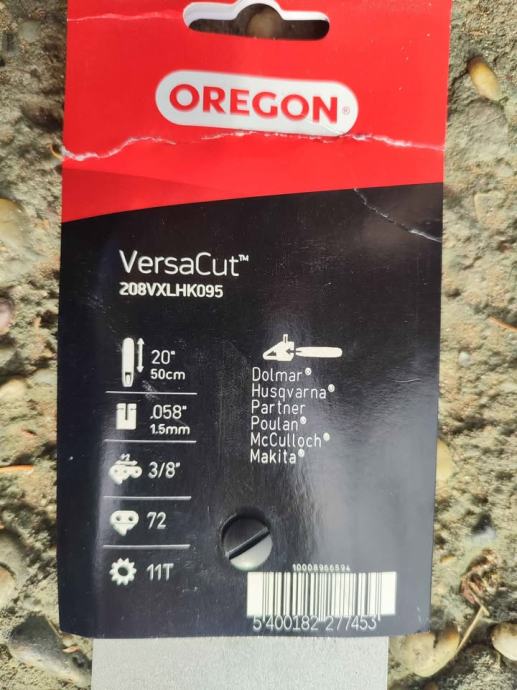 OREGON®
VersaCut™
208VXLHK095
20"
50cm
.058"
1.5mm
3/8"
72
11T
Dolmar®
Husqvarna®
Partner
Poulan®
McCulloch®
Makita®
10008966594
5 400182 277453